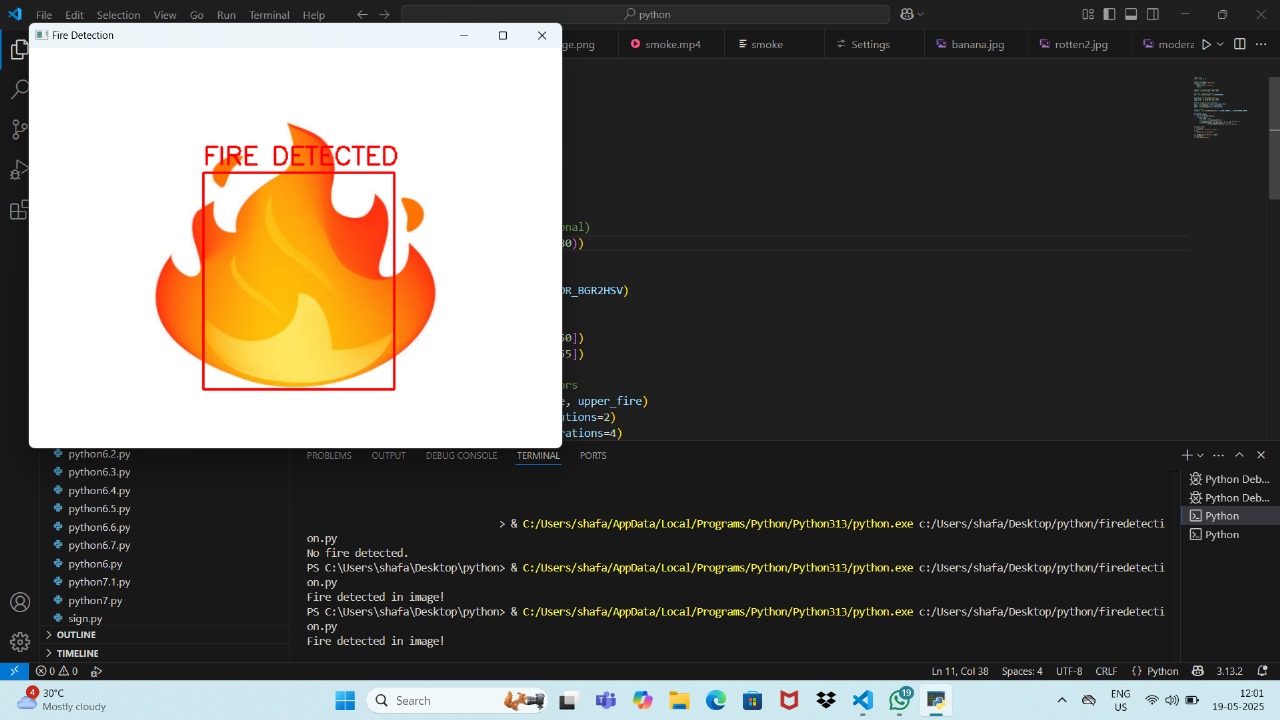 File Edit Selection View Go Run Terminal Help
python
Fire Detection
ge.png
smoke.mp4
smoke
Settings
banana.jpg
rotten2.jpg
modera
FIRE DETECTED
onal)
80))
OR_BGR2HSV)
50])
55])
ors
e, upper_fire)
ations=2)
rations=4)
python6.2.py
python6.3.py
python6.4.py
python6.5.py
python6.6.py
python6.7.py
python6.py
python7.1.py
python7.py
sign.py
OUTLINE
TIMELINE
PROBLEMS OUTPUT DEBUG CONSOLE TERMINAL PORTS
> & C:/Users/shafa/AppData/Local/Programs/Python/Python313/python.exe c:/Users/shafa/Desktop/python/firedetecti
on.py
No fire detected.
PS C:\Users\shafa\Desktop\python> & C:/Users/shafa/AppData/Local/Programs/Python/Python313/python.exe c:/Users/shafa/Desktop/python/firedetecti
on.py
Fire detected in image!
PS C:\Users\shafa\Desktop\python> & C:/Users/shafa/AppData/Local/Programs/Python/Python313/python.exe c:/Users/shafa/Desktop/python/firedetecti
on.py
Fire detected in image!
Python Deb...
Python Deb...
Python
Python
0 0
Ln 11, Col 38 Spaces: 4 UTF-8 CRLF {} Python 3.13.2
4
30°C
Mostly cloudy
Search
19
ENG
US
12:01
19-05-2025